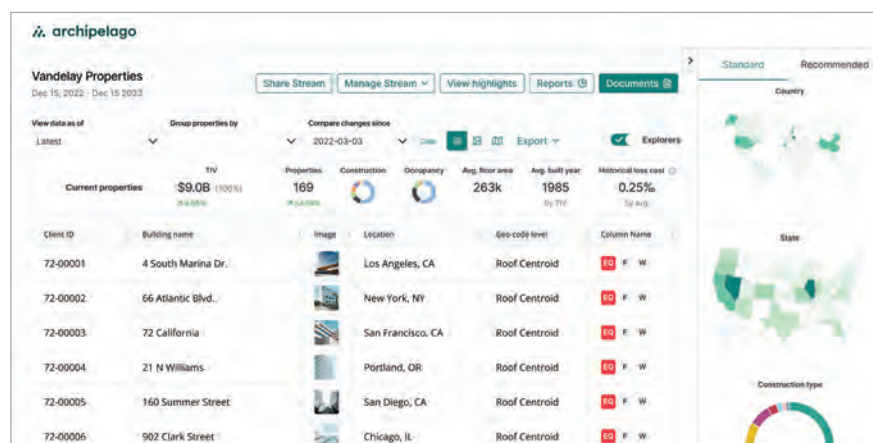 archipelago
Standard Recommended
Vandelay Properties
Dec 15, 2022 - Dec 15 2023
Share Stream Manage Stream View highlights Reports Documents
Country
View data as of Group properties by Compare changes since
Latest 2022-03-03 Export Explorers
TIV Properties Construction Occupancy Avg. floor area Avg. built year Historical loss cost
Current properties $9.0B (100%) 169 263k 1985 0.25%
By TIV by avg.
Client ID Building name Image Location Geo-code level Column Name
State
72-00001 4 South Marina Dr. Los Angeles, CA Roof Centroid EQ F W
72-00002 66 Atlantic Blvd. New York, NY Roof Centroid EQ F W
72-00003 72 California San Francisco, CA Roof Centroid EQ F W
72-00004 21 N Williams Portland, OR Roof Centroid EQ F W
Construction type
72-00005 160 Summer Street San Diego, CA Roof Centroid EQ F W
72-00006 902 Clark Street Chicago, IL Roof Centroid EQ F W